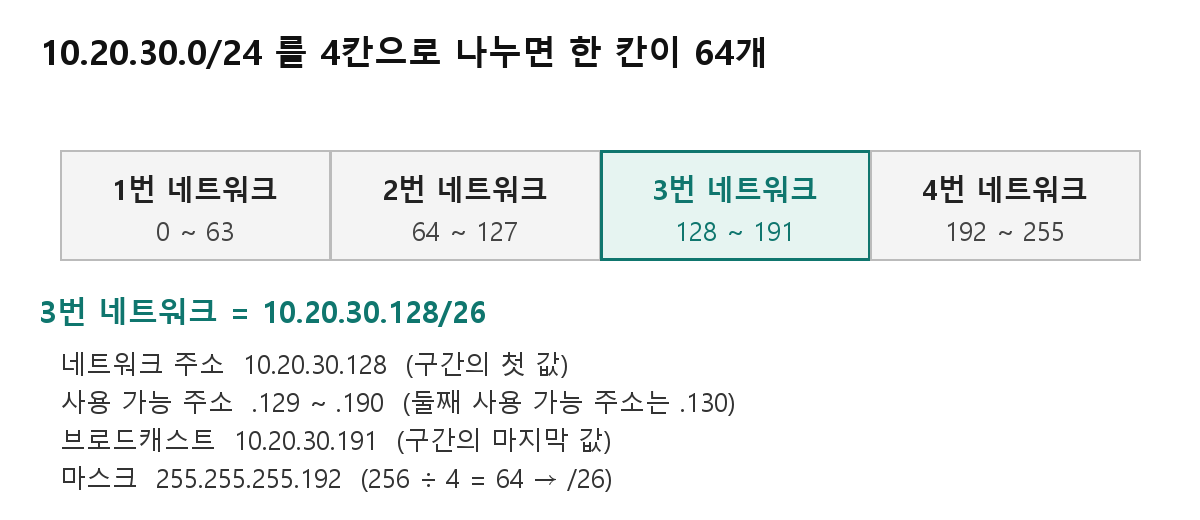 10.20.30.0/24 를 4칸으로 나누면 한 칸이 64개
1번 네트워크
0 ~ 63
2번 네트워크
64 ~ 127
3번 네트워크
128 ~ 191
4번 네트워크
192 ~ 255
3번 네트워크 = 10.20.30.128/26
네트워크 주소 10.20.30.128 (구간의 첫 값)
사용 가능 주소 .129 ~ .190 (둘째 사용 가능 주소는 .130)
브로드캐스트 10.20.30.191 (구간의 마지막 값)
마스크 255.255.255.192 (256 ÷ 4 = 64 → /26)